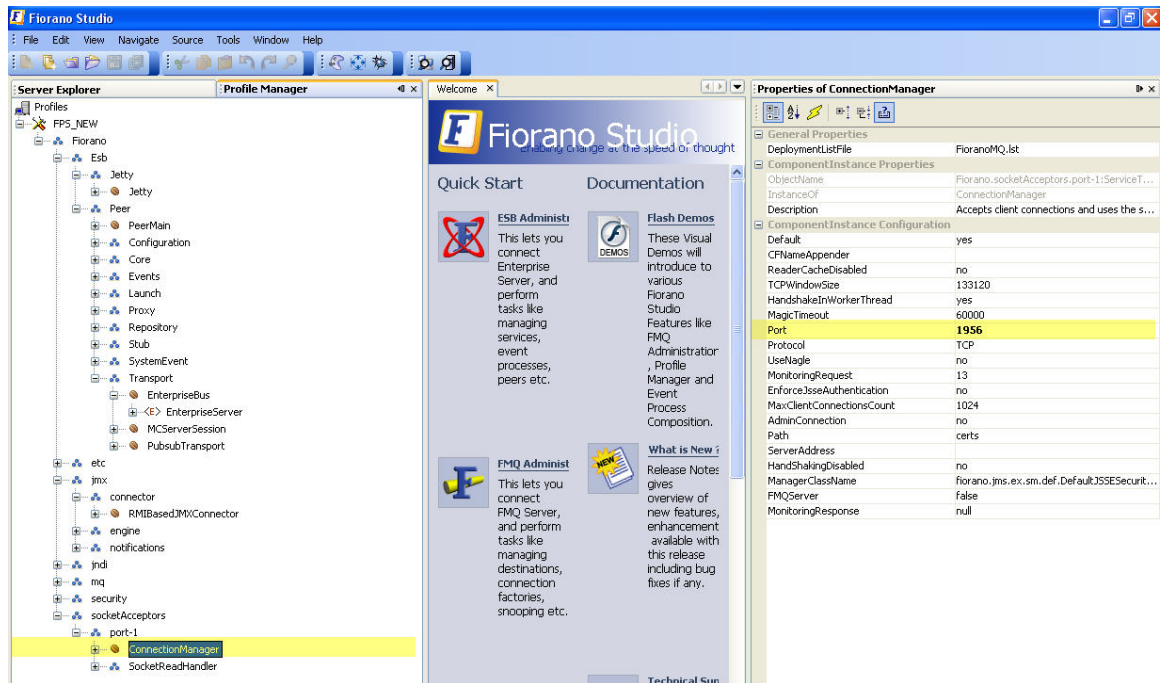 Fiorano Studio
File Edit View Navigate Source Tools Window Help
Server Explorer
Profile Manager
Profiles
FPS_NEW
Fiorano
Esb
Jetty
Jetty
Peer
PeerMain
Configuration
Core
Events
Launch
Proxy
Repository
Stub
SystemEvent
Transport
EnterpriseBus
<E> EnterpriseServer
MCServerSession
PubsubTransport
etc
jmx
connector
RMIBasedJMXConnector
engine
notifications
jndi
mq
security
socketAcceptors
port-1
ConnectionManager
SocketReadHandler
Welcome
Fiorano Studio
Enabling change at the speed of thought
Quick Start
ESB Administr
This lets you
connect
Enterprise
Server, and
perform
tasks like
managing
services,
event
processes,
peers etc.
FMQ Administ
This lets you
connect
FMQ Server,
and perform
tasks like
managing
destinations,
connection
factories,
snooping etc.
Documentation
DEMOS
Flash Demos
These Visual
Demos will
introduce to
various
Fiorano
Studio
Features like
FMQ
Administration
, Profile
Manager and
Event
Process
Composition.
NEW
What is New ?
Release Notes
gives
overview of
new features,
enhancement
available with
this release
including bug
fixes if any.
Technical Sup
Properties of ConnectionManager
General Properties
DeploymentListFile FioranoMQ.lst
ComponentInstance Properties
ObjectName Fiorano.socketAcceptors.port-1:ServiceT...
InstanceOf ConnectionManager
Description Accepts client connections and uses the s...
ComponentInstance Configuration
Default yes
CFNameAppender
ReaderCacheDisabled no
TCPWindowSize 133120
HandshakeInWorkerThread yes
MagicTimeout 60000
Port 1956
Protocol TCP
UseNagle no
MonitoringRequest 13
EnforceJsseAuthentication no
MaxClientConnectionsCount 1024
AdminConnection no
Path certs
ServerAddress
HandShakingDisabled no
ManagerClassName fiorano.jms.ex.sm.def.DefaultJSSESecurit...
FMQServer false
MonitoringResponse null